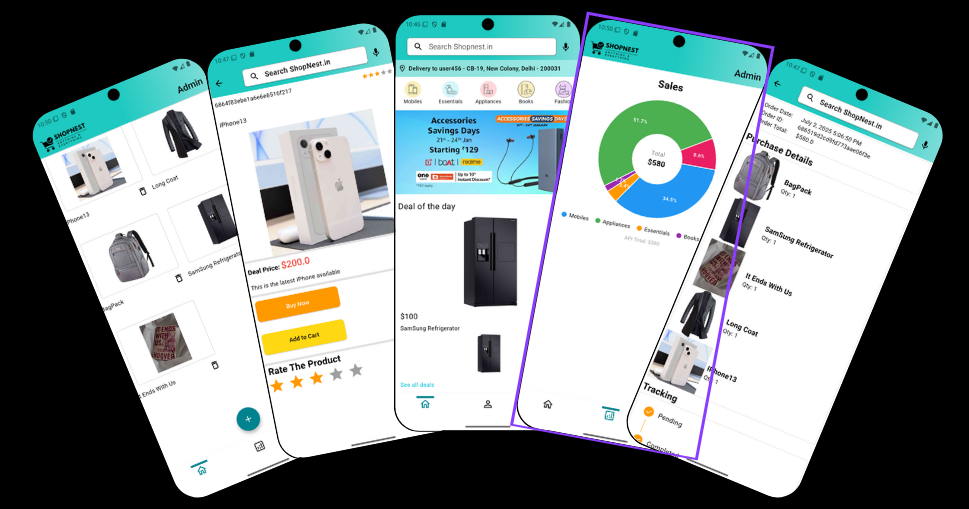 10:50
SHOPNEST
Admin
iPhone13
Long Coat
BagPack
SamSung Refrigerator
It Ends With Us
+
10:47
Search ShopNest.in
iPhone13
Deal Price: $200.0
This is the latest iPhone available
Buy Now
Add to Cart
Rate The Product
10:45
Search ShopNest.in
Delivery to user456 - CB-19, New Colony, Delhi - 200031
Mobiles
Essentials
Appliances
Books
Fashi
Accessories
Savings Days
21st - 24th Jan
Starting ₹129
boAt
realme
one
Up to 10%
Instant Discount*
ACCESSORIES SAVINGS DAYS
Deal of the day
$100
SamSung Refrigerator
See all deals
10:50
SHOPNEST
Admin
Sales
51.7%
8.6%
34.5%
Total
$580
Mobiles
Appliances
Essentials
Books
API Total: $580
10:47
Search ShopNest.in
Order Date:
July 2, 2025 5:06:50 PM
Order ID:
Order Total:
$580.0
Purchase Details
BagPack
Qty: 1
SamSung Refrigerator
Qty: 1
It Ends With Us
Qty: 1
Long Coat
Qty: 1
iPhone13
Qty: 1
Tracking
Pending
Completed